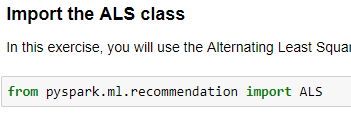 Import the ALS class
In this exercise, you will use the Alternating Least
from pyspark.ml.recommendation import ALS